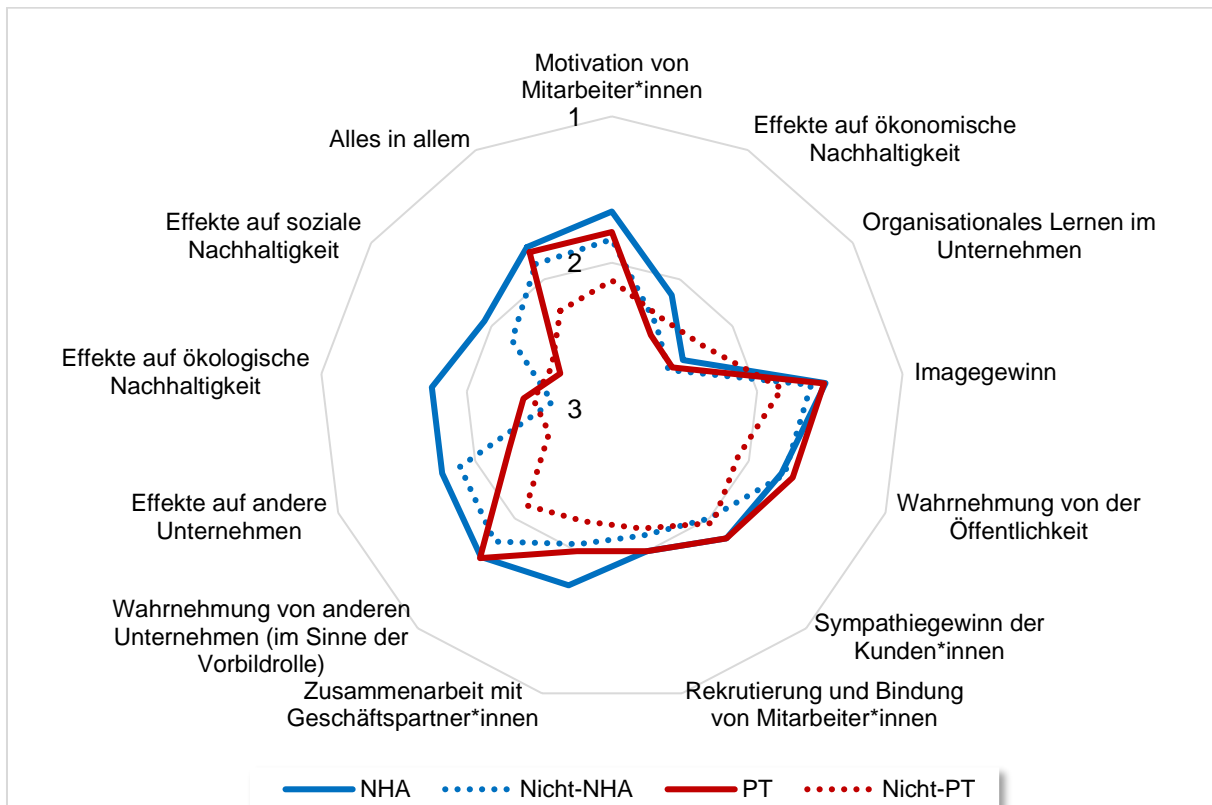 Motivation von
Mitarbeiter*innen
1
Effekte auf ökonomische
Nachhaltigkeit
Alles in allem
Organisationales Lernen im
Unternehmen
Effekte auf soziale
Nachhaltigkeit
2
Effekte auf ökologische
Nachhaltigkeit
Imagegewinn
3
Effekte auf andere
Unternehmen
Wahrnehmung von der
Öffentlichkeit
Wahrnehmung von anderen
Unternehmen (im Sinne der
Vorbildrolle)
Sympathiegewinn der
Kunden*innen
Zusammenarbeit mit
Geschäftspartner*innen
Rekrutierung und Bindung
von Mitarbeiter*innen
NHA Nicht-NHA PT Nicht-PT